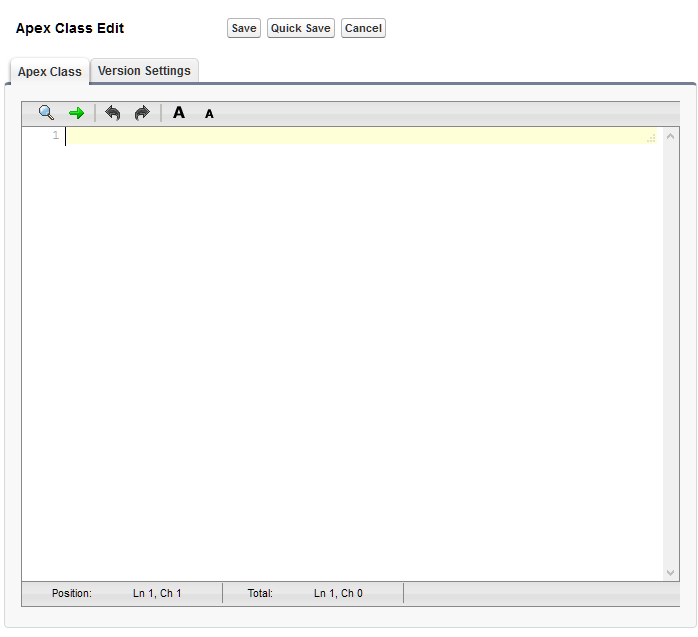 Apex Class Edit Save Quick Save Cancel
Apex Class Version Settings
A A
1
Position: Ln 1, Ch 1 Total: Ln 1, Ch 0